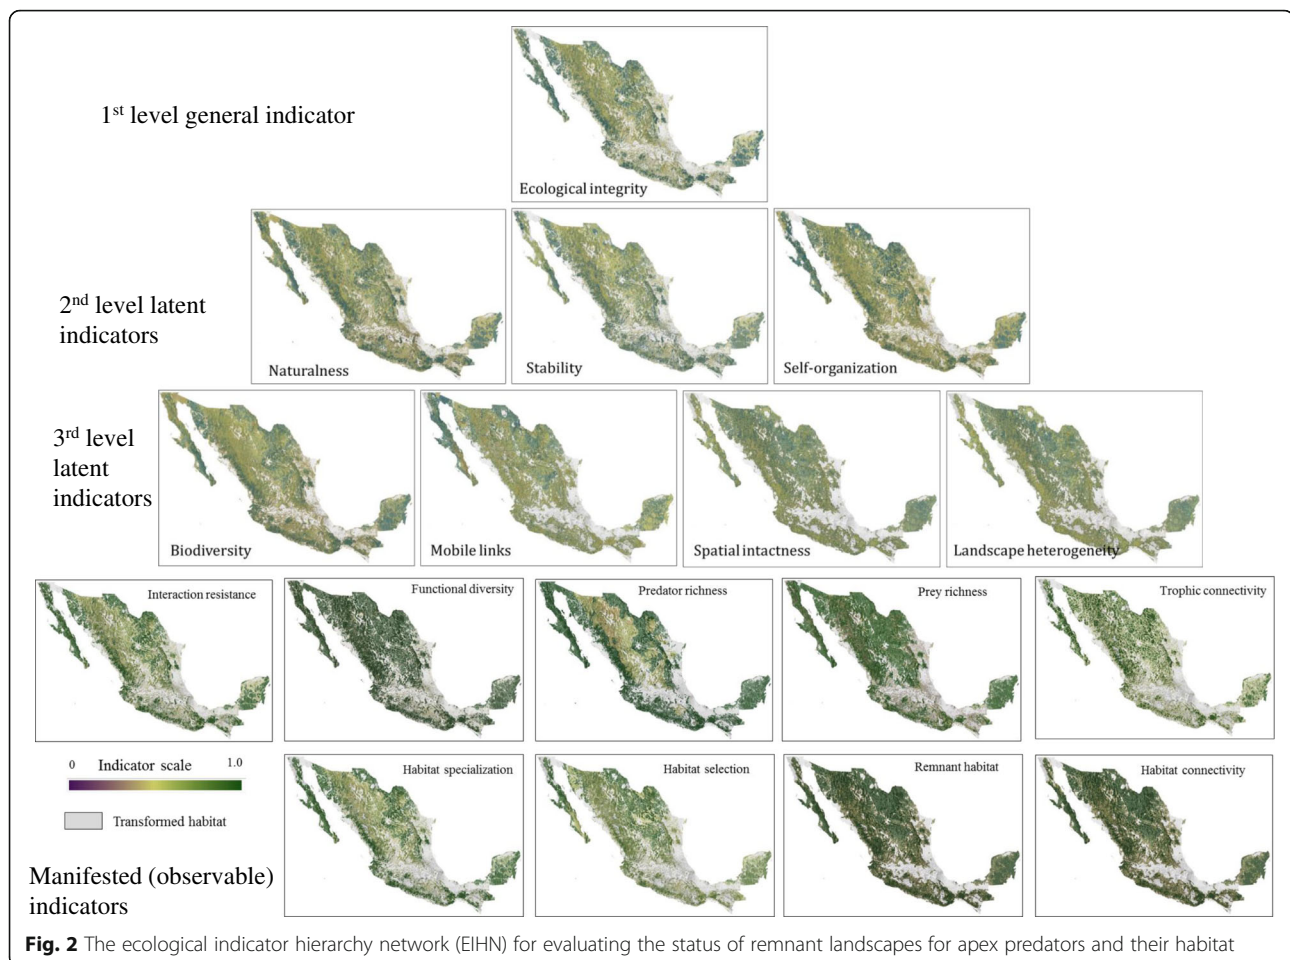 1st level general indicator
Ecological integrity
2nd level latent
indicators
Naturalness
Stability
Self-organization
3rd level
latent
indicators
Biodiversity
Mobile links
Spatial intactness
Landscape heterogeneity
Interaction resistance
Functional diversity
Predator richness
Prey richness
Trophic connectivity
0 Indicator scale 1.0
Transformed habitat
Habitat specialization
Habitat selection
Remnant habitat
Habitat connectivity
Manifested (observable)
indicators
Fig. 2 The ecological indicator hierarchy network (EIHN) for evaluating the status of remnant landscapes for apex predators and their habitat